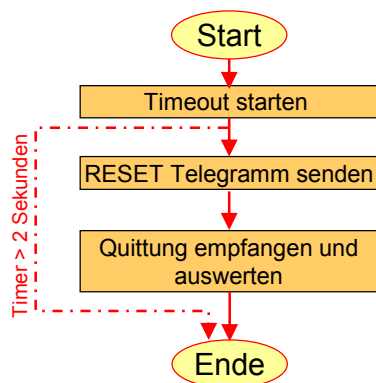 Start
Timeout starten
Timer > 2 Sekunden
RESET Telegramm senden
Quittung empfangen und
auswerten
Ende